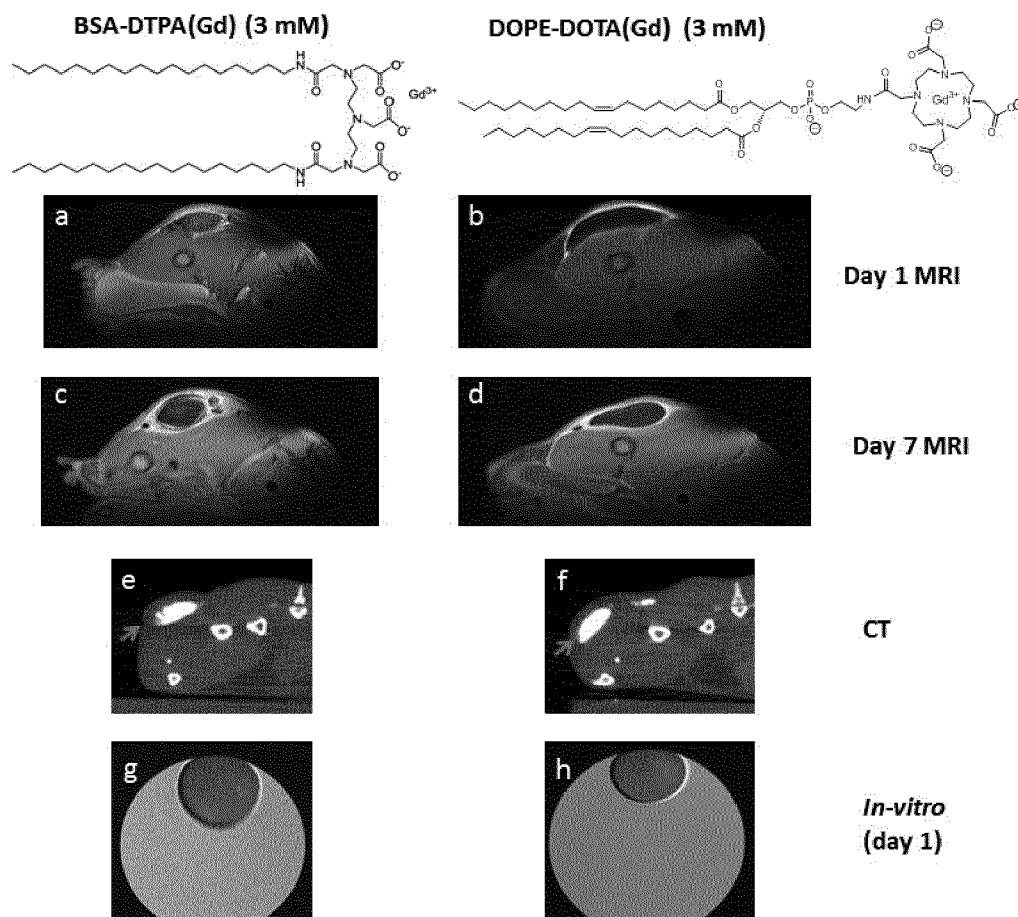 BSA-DTPA(Gd) (3 mM)
DOPE-DOTA(Gd) (3 mM)
Gd³⁺
Gd³⁺
a
b
Day 1 MRI
c
d
Day 7 MRI
e
f
CT
g
h
In-vitro
(day 1)